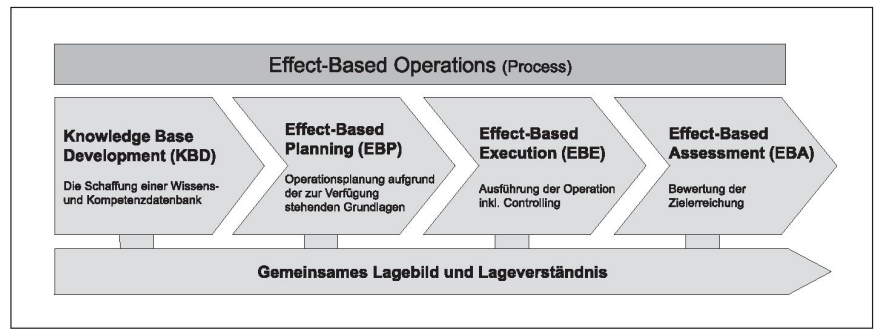 Effect-Based Operations (Process)
Knowledge Base
Development (KBD)
Die Schaffung einer Wissens-
und Kompetenzdatenbank
Effect-Based
Planning (EBP)
Operationsplanung aufgrund
der zur Verfügung
stehenden Grundlagen
Effect-Based
Execution (EBE)
Ausführung der Operation
inkl. Controlling
Effect-Based
Assessment (EBA)
Bewertung der
Zielerreichung
Gemeinsames Lagebild und Lageverständnis